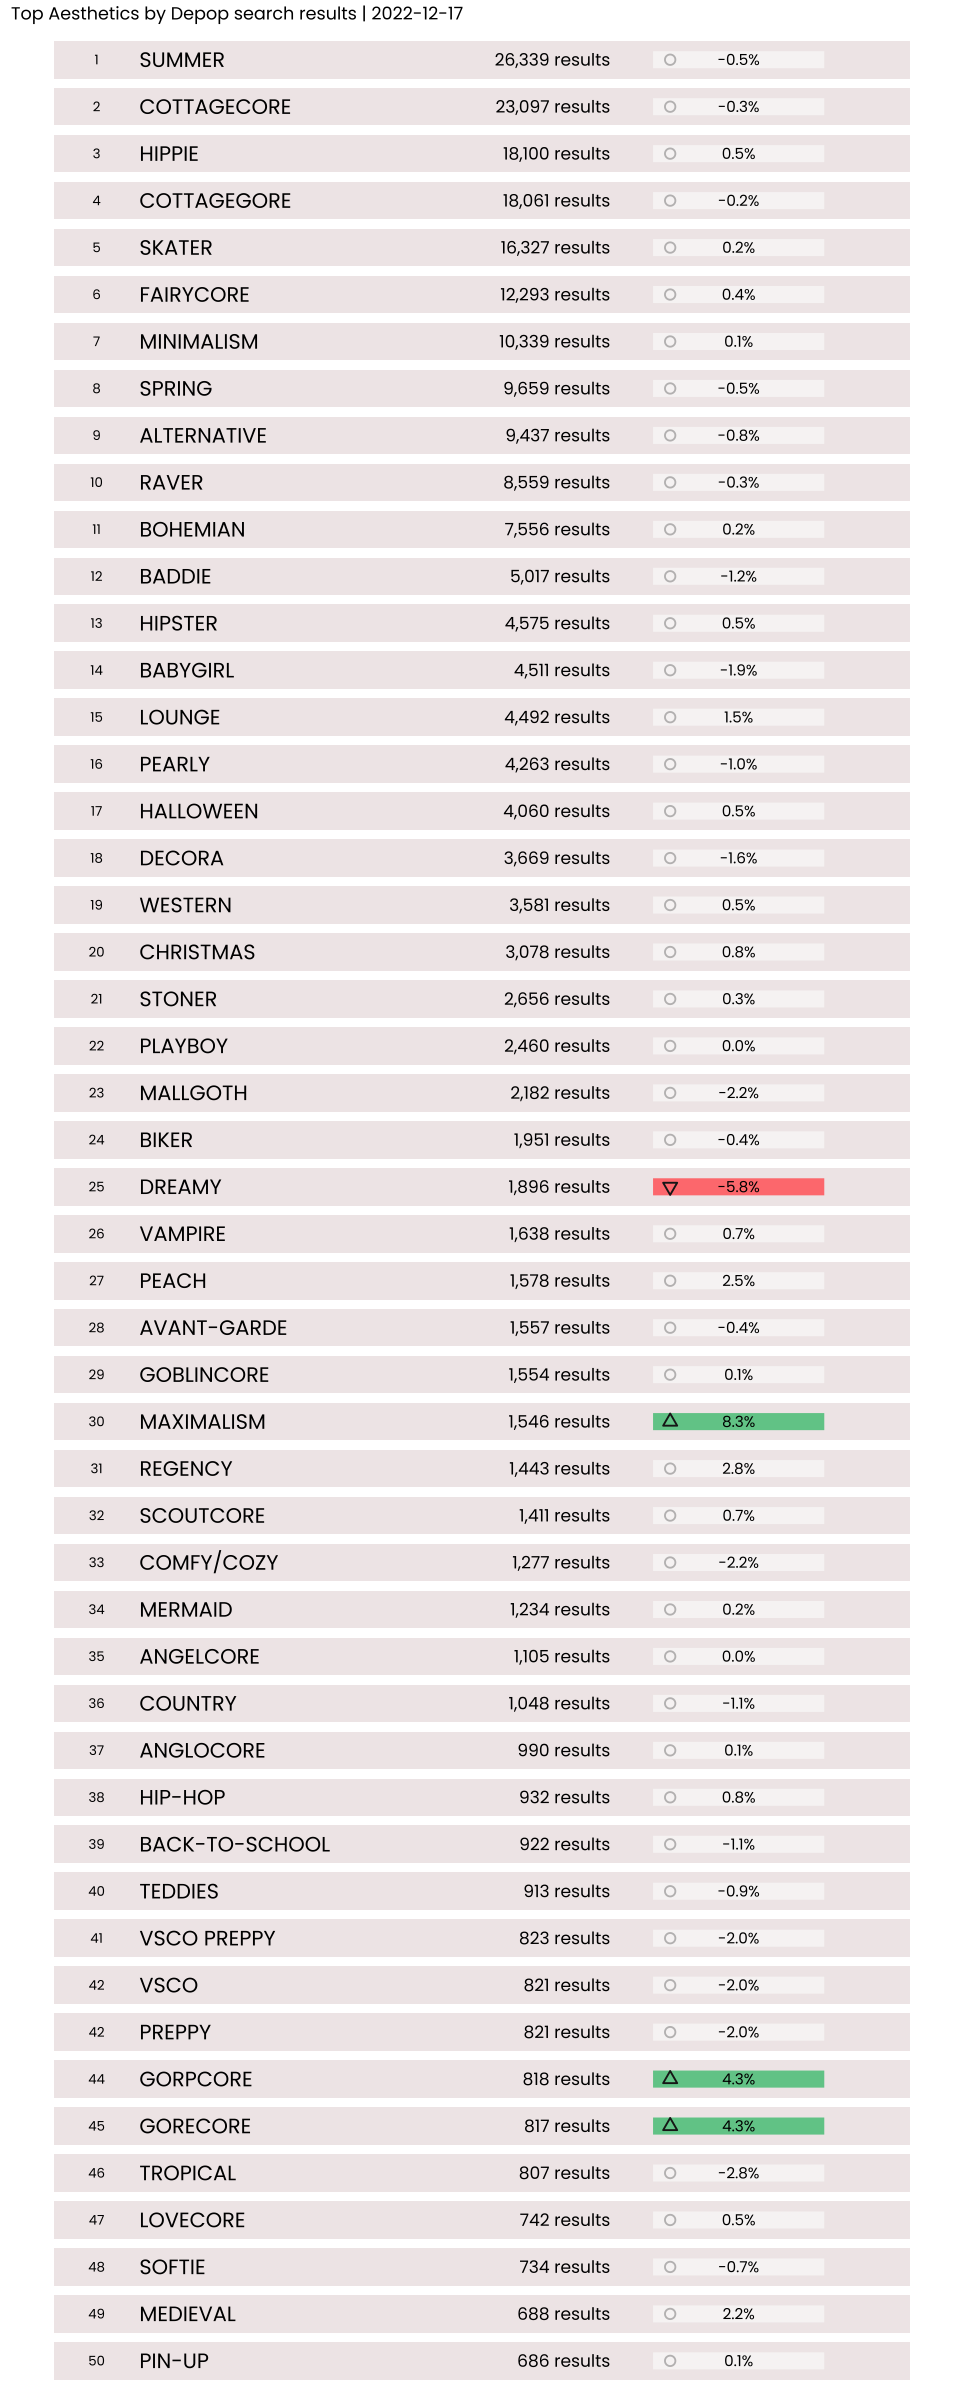 Top Aesthetics by Depop search results | 2022-12-17
1 SUMMER 26,339 results -0.5%
2 COTTAGECORE 23,097 results -0.3%
3 HIPPIE 18,100 results 0.5%
4 COTTAGEGORE 18,061 results -0.2%
5 SKATER 16,327 results 0.2%
6 FAIRYCORE 12,293 results 0.4%
7 MINIMALISM 10,339 results 0.1%
8 SPRING 9,659 results -0.5%
9 ALTERNATIVE 9,437 results -0.8%
10 RAVER 8,559 results -0.3%
11 BOHEMIAN 7,556 results 0.2%
12 BADDIE 5,017 results -1.2%
13 HIPSTER 4,575 results 0.5%
14 BABYGIRL 4,511 results -1.9%
15 LOUNGE 4,492 results 1.5%
16 PEARLY 4,263 results -1.0%
17 HALLOWEEN 4,060 results 0.5%
18 DECORA 3,669 results -1.6%
19 WESTERN 3,581 results 0.5%
20 CHRISTMAS 3,078 results 0.8%
21 STONER 2,656 results 0.3%
22 PLAYBOY 2,460 results 0.0%
23 MALLGOTH 2,182 results -2.2%
24 BIKER 1,951 results -0.4%
25 DREAMY 1,896 results -5.8%
26 VAMPIRE 1,638 results 0.7%
27 PEACH 1,578 results 2.5%
28 AVANT-GARDE 1,557 results -0.4%
29 GOBLINCORE 1,554 results 0.1%
30 MAXIMALISM 1,546 results 8.3%
31 REGENCY 1,443 results 2.8%
32 SCOUTCORE 1,411 results 0.7%
33 COMFY/COZY 1,277 results -2.2%
34 MERMAID 1,234 results 0.2%
35 ANGELCORE 1,105 results 0.0%
36 COUNTRY 1,048 results -1.1%
37 ANGLOCORE 990 results 0.1%
38 HIP-HOP 932 results 0.8%
39 BACK-TO-SCHOOL 922 results -1.1%
40 TEDDIES 913 results -0.9%
41 VSCO PREPPY 823 results -2.0%
42 VSCO 821 results -2.0%
42 PREPPY 821 results -2.0%
44 GORPCORE 818 results 4.3%
45 GORECORE 817 results 4.3%
46 TROPICAL 807 results -2.8%
47 LOVECORE 742 results 0.5%
48 SOFTIE 734 results -0.7%
49 MEDIEVAL 688 results 2.2%
50 PIN-UP 686 results 0.1%